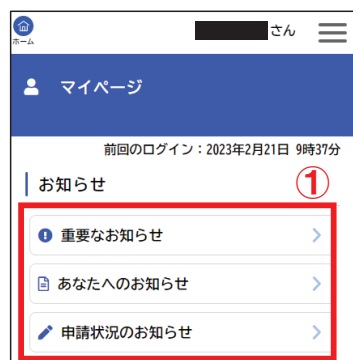 ホーム
さん
マイページ
前回のログイン：2023年2月21日 9時37分
お知らせ
①
重要なお知らせ
あなたへのお知らせ
申請状況のお知らせ